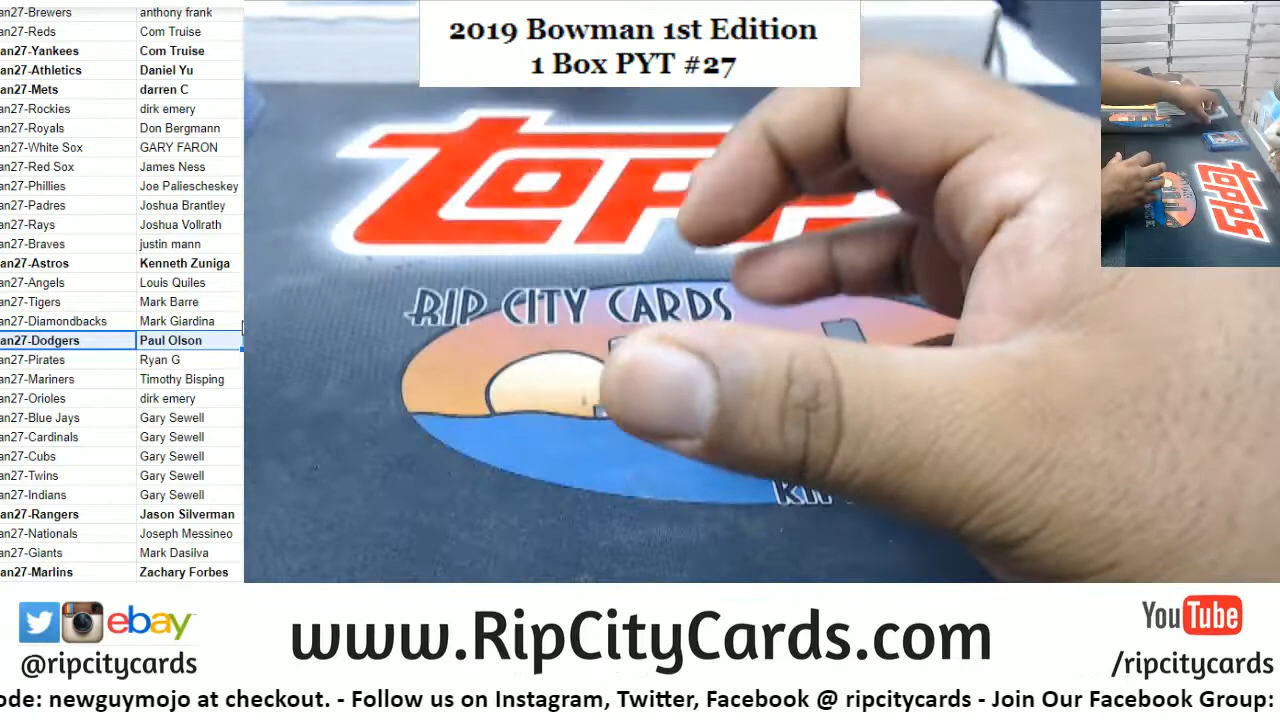 2019 Bowman 1st Edition
1 Box PYT #27
an27-Brewers anthony frank
an27-Reds Com Truise
an27-Yankees Com Truise
an27-Athletics Daniel Yu
an27-Mets darren C
an27-Rockies dirk emery
an27-Royals Don Bergmann
an27-White Sox GARY FARON
an27-Red Sox James Ness
an27-Phillies Joe Paliescheskey
an27-Padres Joshua Brantley
an27-Rays Joshua Vollrath
an27-Braves justin mann
an27-Astros Kenneth Zuniga
an27-Angels Louis Quiles
an27-Tigers Mark Barre
an27-Diamondbacks Mark Giardina
an27-Dodgers Paul Olson
an27-Pirates Ryan G
an27-Mariners Timothy Bisping
an27-Orioles dirk emery
an27-Blue Jays Gary Sewell
an27-Cardinals Gary Sewell
an27-Cubs Gary Sewell
an27-Twins Gary Sewell
an27-Indians Gary Sewell
an27-Rangers Jason Silverman
an27-Nationals Joseph Messineo
an27-Giants Mark Dasilva
an27-Marlins Zachary Forbes
topp
RIP CITY CARDS
topps
ebay
@ripcitycards
www.RipCityCards.com
YouTube
/ripcitycards
ode: newguymojo at checkout. - Follow us on Instagram, Twitter, Facebook @ ripcitycards - Join Our Facebook Group: